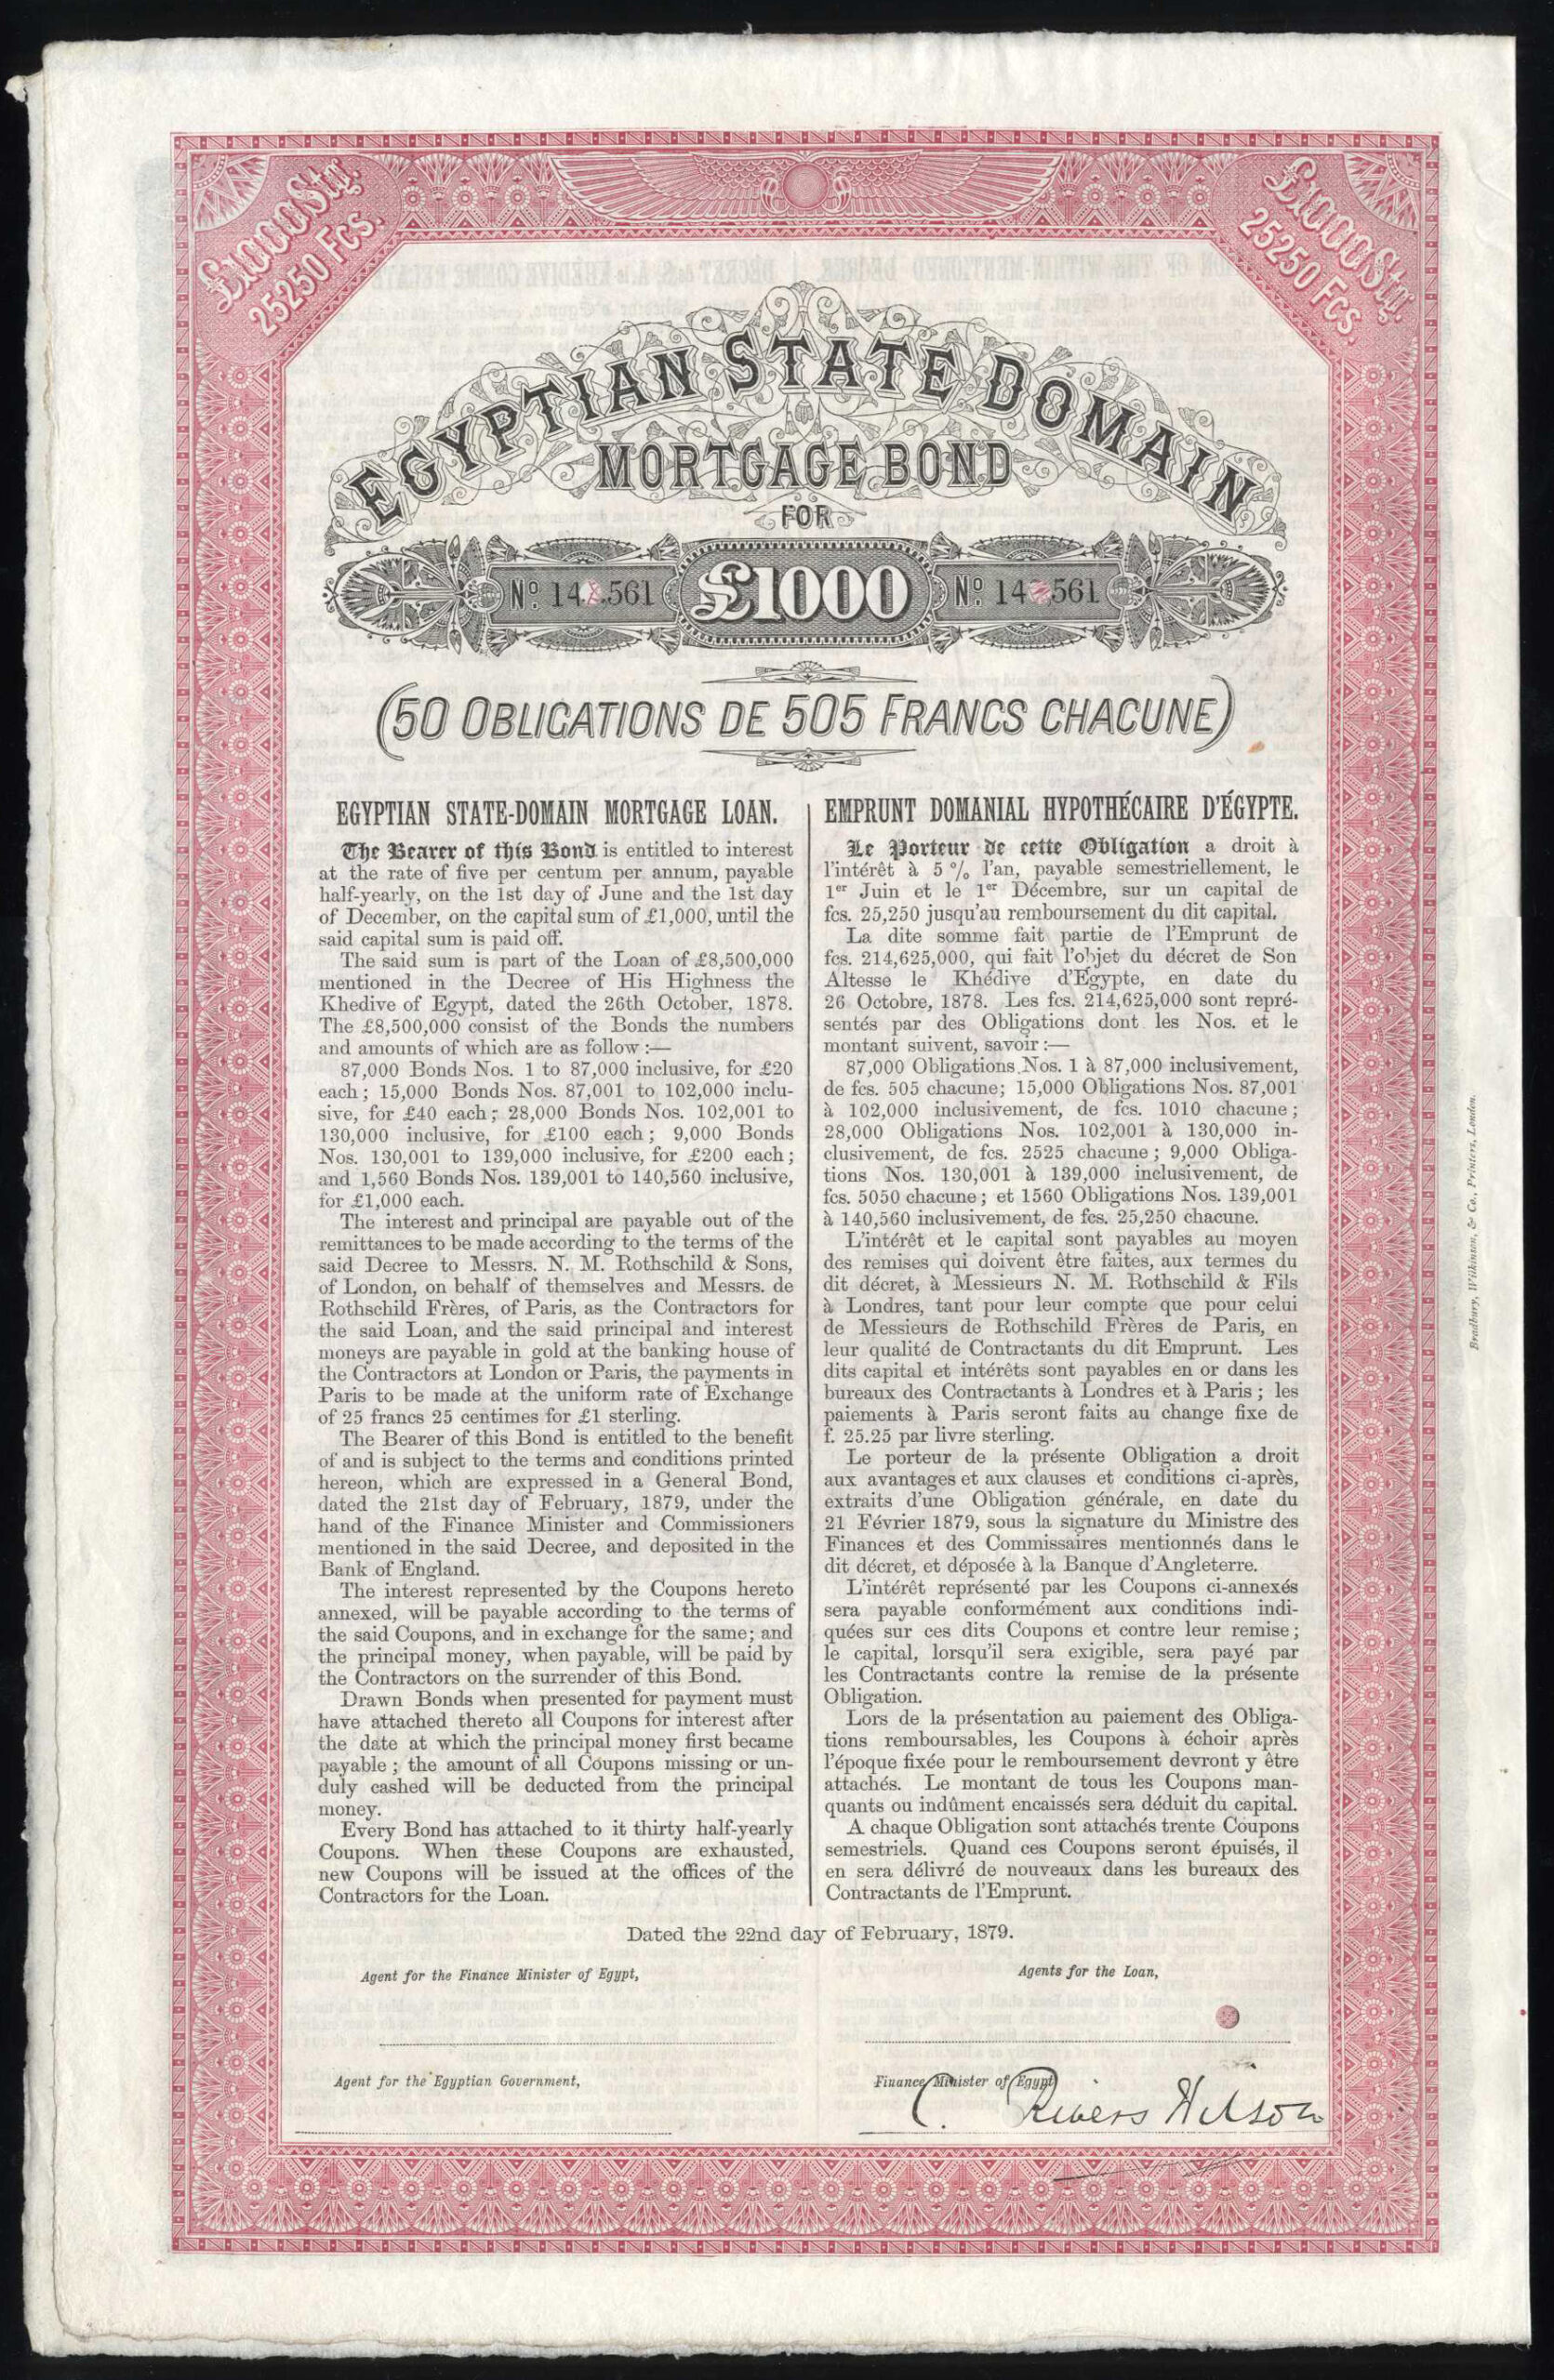 £1000 Stg.
25250 Fcs.
£1000 Stg.
25250 Fcs.
EGYPTIAN STATE DOMAIN
MORTGAGE BOND
FOR
No. 14 .561 £1000 No. 14 561
(50 OBLIGATIONS DE 505 FRANCS CHACUNE)
EGYPTIAN STATE-DOMAIN MORTGAGE LOAN.
The Bearer of this Bond is entitled to interest
at the rate of five per centum per annum, payable
half-yearly, on the 1st day of June and the 1st day
of December, on the capital sum of £1,000, until the
said capital sum is paid off.
The said sum is part of the Loan of £8,500,000
mentioned in the Decree of His Highness the
Khedive of Egypt, dated the 26th October, 1878.
The £8,500,000 consist of the Bonds the numbers
and amounts of which are as follow :—
87,000 Bonds Nos. 1 to 87,000 inclusive, for £20
each; 15,000 Bonds Nos. 87,001 to 102,000 inclu-
sive, for £40 each; 28,000 Bonds Nos. 102,001 to
130,000 inclusive, for £100 each; 9,000 Bonds
Nos. 130,001 to 139,000 inclusive, for £200 each;
and 1,560 Bonds Nos. 139,001 to 140,560 inclusive,
for £1,000 each.
The interest and principal are payable out of the
remittances to be made according to the terms of the
said Decree to Messrs. N. M. Rothschild & Sons,
of London, on behalf of themselves and Messrs. de
Rothschild Frères, of Paris, as the Contractors for
the said Loan, and the said principal and interest
moneys are payable in gold at the banking house of
the Contractors at London or Paris, the payments in
Paris to be made at the uniform rate of Exchange
of 25 francs 25 centimes for £1 sterling.
The Bearer of this Bond is entitled to the benefit
of and is subject to the terms and conditions printed
hereon, which are expressed in a General Bond,
dated the 21st day of February, 1879, under the
hand of the Finance Minister and Commissioners
mentioned in the said Decree, and deposited in the
Bank of England.
The interest represented by the Coupons hereto
annexed, will be payable according to the terms of
the said Coupons, and in exchange for the same; and
the principal money, when payable, will be paid by
the Contractors on the surrender of this Bond.
Drawn Bonds when presented for payment must
have attached thereto all Coupons for interest after
the date at which the principal money first became
payable; the amount of all Coupons missing or un-
duly cashed will be deducted from the principal
money.
Every Bond has attached to it thirty half-yearly
Coupons. When these Coupons are exhausted,
new Coupons will be issued at the offices of the
Contractors for the Loan.
EMPRUNT DOMANIAL HYPOTHÉCAIRE D'ÉGYPTE.
Le Porteur de cette Obligation a droit à
l'intérêt à 5 % l'an, payable semestriellement, le
1er Juin et le 1er Décembre, sur un capital de
fcs. 25,250 jusqu'au remboursement du dit capital.
La dite somme fait partie de l'Emprunt de
fcs. 214,625,000, qui fait l'objet du décret de Son
Altesse le Khédive d'Egypte, en date du
26 Octobre, 1878. Les fcs. 214,625,000 sont repré-
sentés par des Obligations dont les Nos. et le
montant suivent, savoir :—
87,000 Obligations Nos. 1 à 87,000 inclusivement,
de fcs. 505 chacune; 15,000 Obligations Nos. 87,001
à 102,000 inclusivement, de fcs. 1010 chacune;
28,000 Obligations Nos. 102,001 à 130,000 in-
clusivement, de fcs. 2525 chacune; 9,000 Obliga-
tions Nos. 130,001 à 139,000 inclusivement, de
fcs. 5050 chacune; et 1560 Obligations Nos. 139,001
à 140,560 inclusivement, de fcs. 25,250 chacune.
L'intérêt et le capital sont payables au moyen
des remises qui doivent être faites, aux termes du
dit décret, à Messieurs N. M. Rothschild & Fils
à Londres, tant pour leur compte que pour celui
de Messieurs de Rothschild Frères de Paris, en
leur qualité de Contractants du dit Emprunt. Les
dits capital et intérêts sont payables en or dans les
bureaux des Contractants à Londres et à Paris; les
paiements à Paris seront faits au change fixe de
f. 25.25 par livre sterling.
Le porteur de la présente Obligation a droit
aux avantages et aux clauses et conditions ci-après,
extraits d'une Obligation générale, en date du
21 Février 1879, sous la signature du Ministre des
Finances et des Commissaires mentionnés dans le
dit décret, et déposée à la Banque d'Angleterre.
L'intérêt représenté par les Coupons ci-annexés
sera payable conformément aux conditions indi-
quées sur ces dits Coupons et contre leur remise;
le capital, lorsqu'il sera exigible, sera payé par
les Contractants contre la remise de la présente
Obligation.
Lors de la présentation au paiement des Obliga-
tions remboursables, les Coupons à échoir après
l'époque fixée pour le remboursement devront y être
attachés. Le montant de tous les Coupons man-
quants ou indûment encaissés sera déduit du capital.
A chaque Obligation sont attachés trente Coupons
semestriels. Quand ces Coupons seront épuisés, il
en sera délivré de nouveaux dans les bureaux des
Contractants de l'Emprunt.
Dated the 22nd day of February, 1879.
Agent for the Finance Minister of Egypt,
Agents for the Loan,
Agent for the Egyptian Government,
Finance Minister of Egypt
C. Rivers Wilson
Bradbury, Wilkinson, & Co., Printers, London.